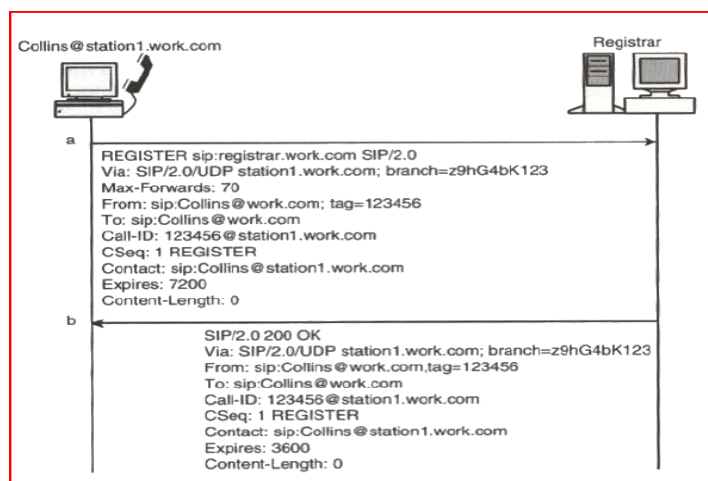 Collins@station1.work.com
Registrar
a
REGISTER sip:registrar.work.com SIP/2.0
Via: SIP/2.0/UDP station1.work.com; branch=z9hG4bK123
Max-Forwards: 70
From: sip:Collins@work.com; tag=123456
To: sip:Collins@work.com
Call-ID: 123456@station1.work.com
CSeq: 1 REGISTER
Contact: sip:Collins@station1.work.com
Expires: 7200
Content-Length: 0
b
SIP/2.0 200 OK
Via: SIP/2.0/UDP station1.work.com; branch=z9hG4bK123
From: sip:Collins@work.com,tag=123456
To: sip:Collins@work.com
Call-ID: 123456@station1.work.com
CSeq: 1 REGISTER
Contact: sip:Collins@station1.work.com
Expires: 3600
Content-Length: 0